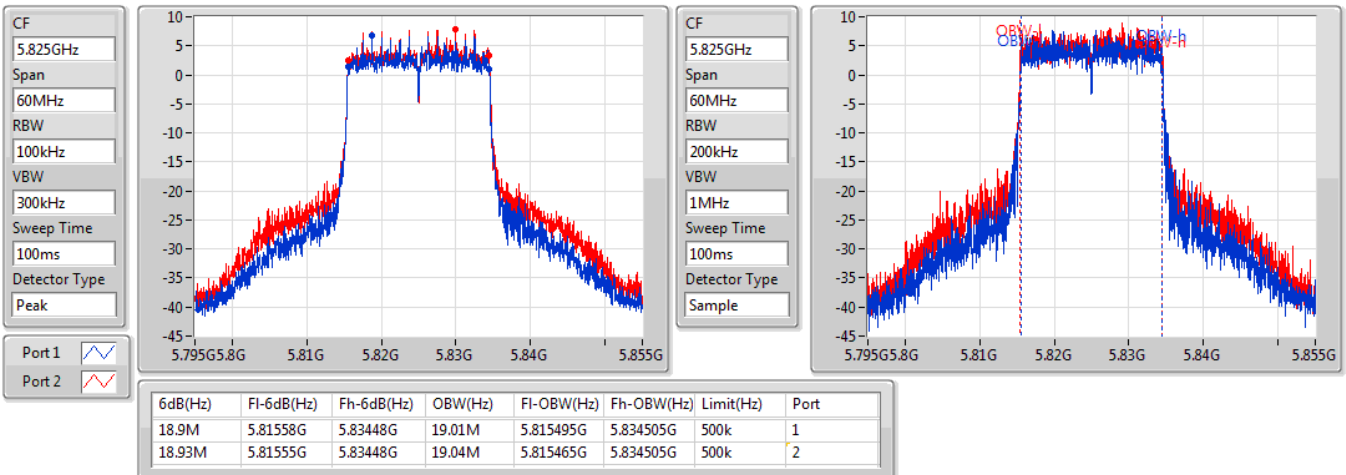 CF
5.825GHz
Span
60MHz
RBW
100kHz
VBW
300kHz
Sweep Time
100ms
Detector Type
Peak
Port 1
Port 2
10
5
0
-5
-10
-15
-20
-25
-30
-35
-40
-45
5.795G 5.8G 5.81G 5.82G 5.83G 5.84G 5.855G
CF
5.825GHz
Span
60MHz
RBW
200kHz
VBW
1MHz
Sweep Time
100ms
Detector Type
Sample
10
5
0
-5
-10
-15
-20
-25
-30
-35
-40
-45
5.795G 5.8G 5.81G 5.82G 5.83G 5.84G 5.855G
6dB(Hz) Fl-6dB(Hz) Fh-6dB(Hz) OBW(Hz) Fl-OBW(Hz) Fh-OBW(Hz) Limit(Hz) Port
18.9M 5.81558G 5.83448G 19.01M 5.815495G 5.834505G 500k 1
18.93M 5.81555G 5.83448G 19.04M 5.815465G 5.834505G 500k 2